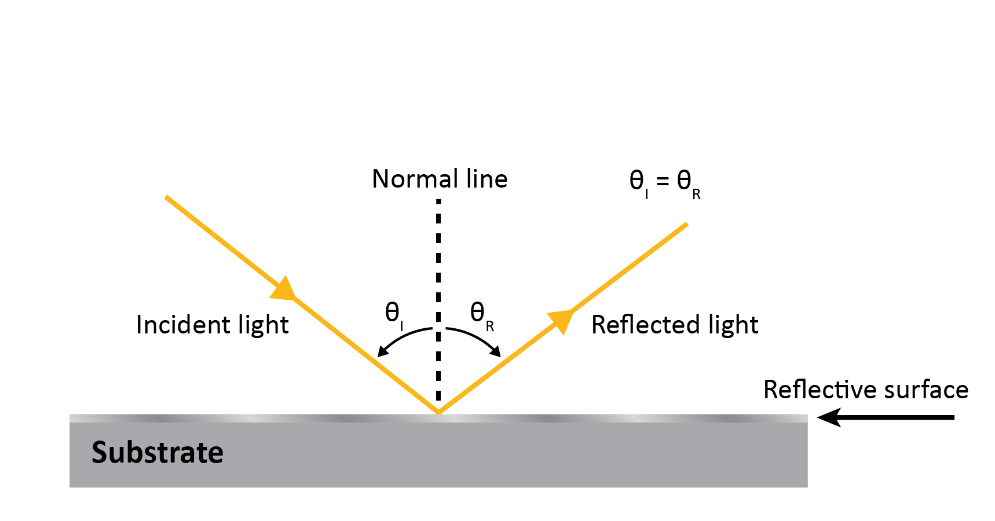 Normal line
θI = θR
θI
θR
Incident light
Reflected light
Reflective surface
Substrate